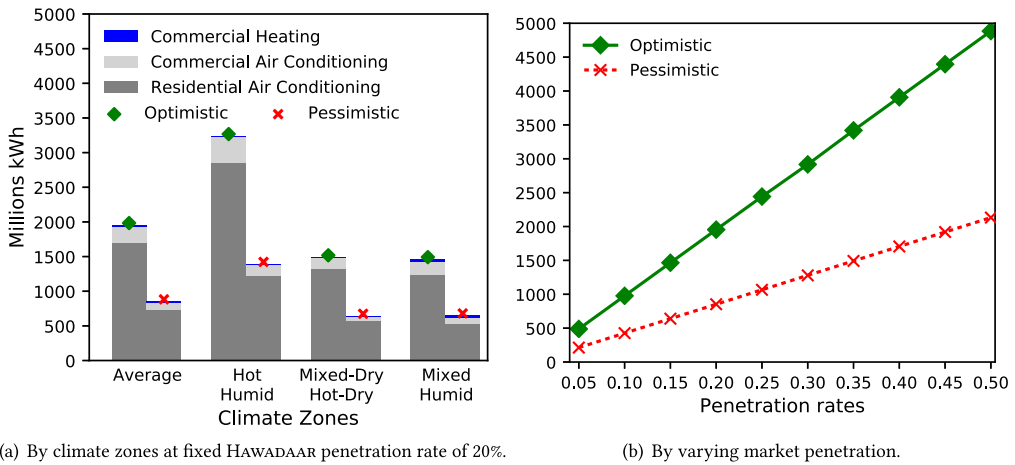 5000
4500
4000
3500
3000
2500
2000
1500
1000
500
0
Millions kWh
Commercial Heating
Commercial Air Conditioning
Residential Air Conditioning
Optimistic Pessimistic
Average
Hot
Humid
Mixed-Dry
Hot-Dry
Mixed
Humid
Climate Zones
5000
4500
4000
3500
3000
2500
2000
1500
1000
500
0
Optimistic
Pessimistic
0.05 0.10 0.15 0.20 0.25 0.30 0.35 0.40 0.45 0.50
Penetration rates
(a) By climate zones at fixed HAWADAAR penetration rate of 20%.
(b) By varying market penetration.